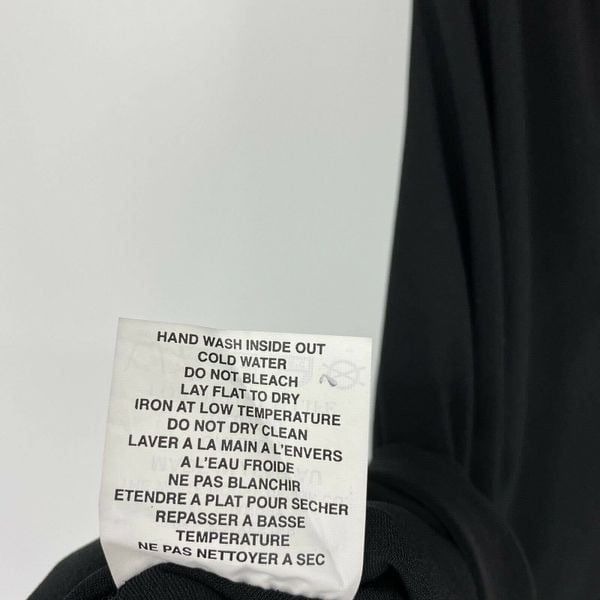 HAND WASH INSIDE OUT
COLD WATER
DO NOT BLEACH
LAY FLAT TO DRY
IRON AT LOW TEMPERATURE
DO NOT DRY CLEAN
LAVER A LA MAIN A L'ENVERS
A L'EAU FROIDE
NE PAS BLANCHIR
ETENDRE A PLAT POUR SECHER
REPASSER A BASSE
TEMPERATURE
NE PAS NETTOYER A SEC